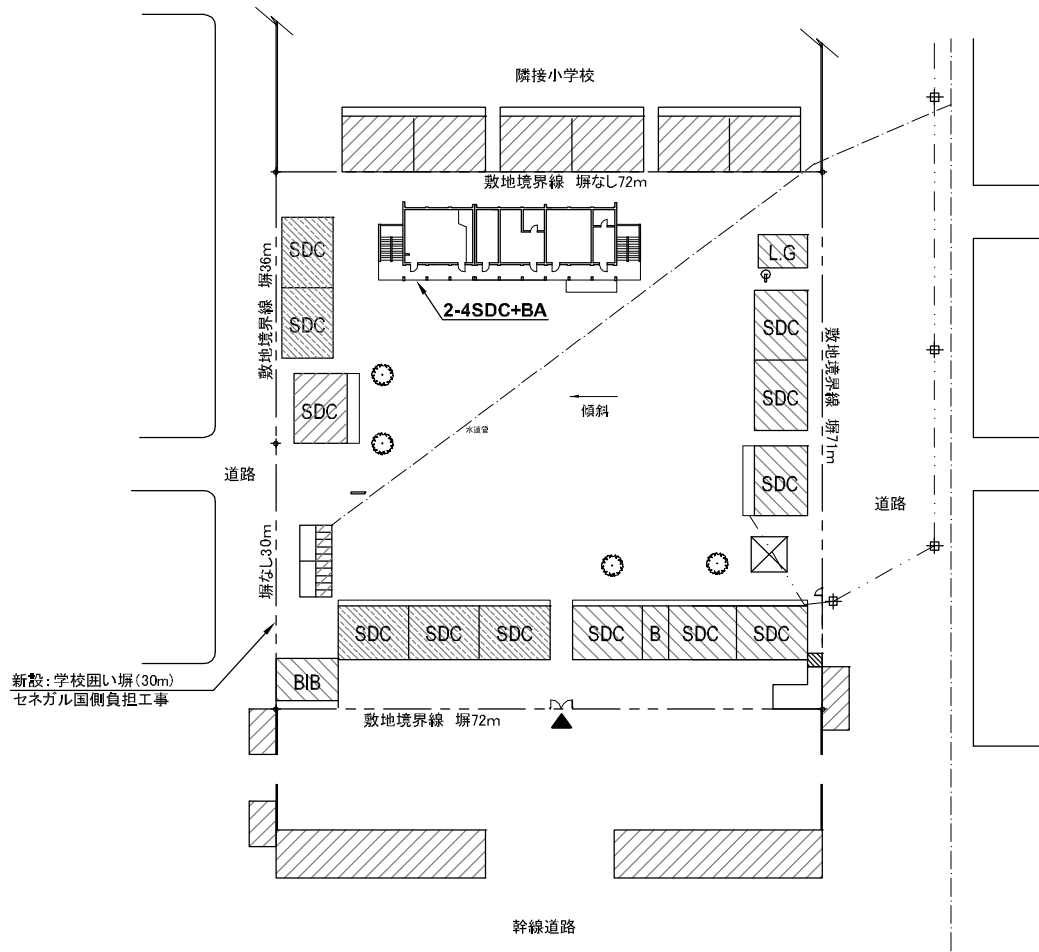 隣接小学校
敷地境界線 塀なし72m
SDC
SDC
敷地境界線 塀36m
2-4SDC+BA
L.G
SDC
SDC
敷地境界線 塀71m
SDC
傾斜
水道管
SDC
道路
道路
塀なし30m
SDC
SDC
SDC
SDC
B
SDC
SDC
BIB
新設:学校囲い塀(30m)
セネガル国側負担工事
敷地境界線 塀72m
幹線道路